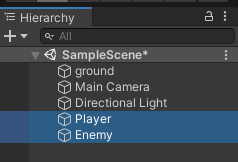 Hierarchy
All
SampleScene*
ground
Main Camera
Directional Light
Player
Enemy